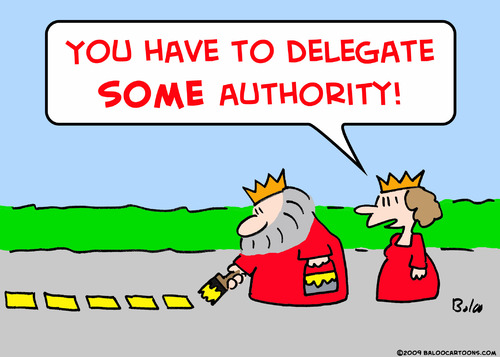 YOU HAVE TO DELEGATE
SOME AUTHORITY!
Baloo
©2009 BALOOCARTOONS.COM